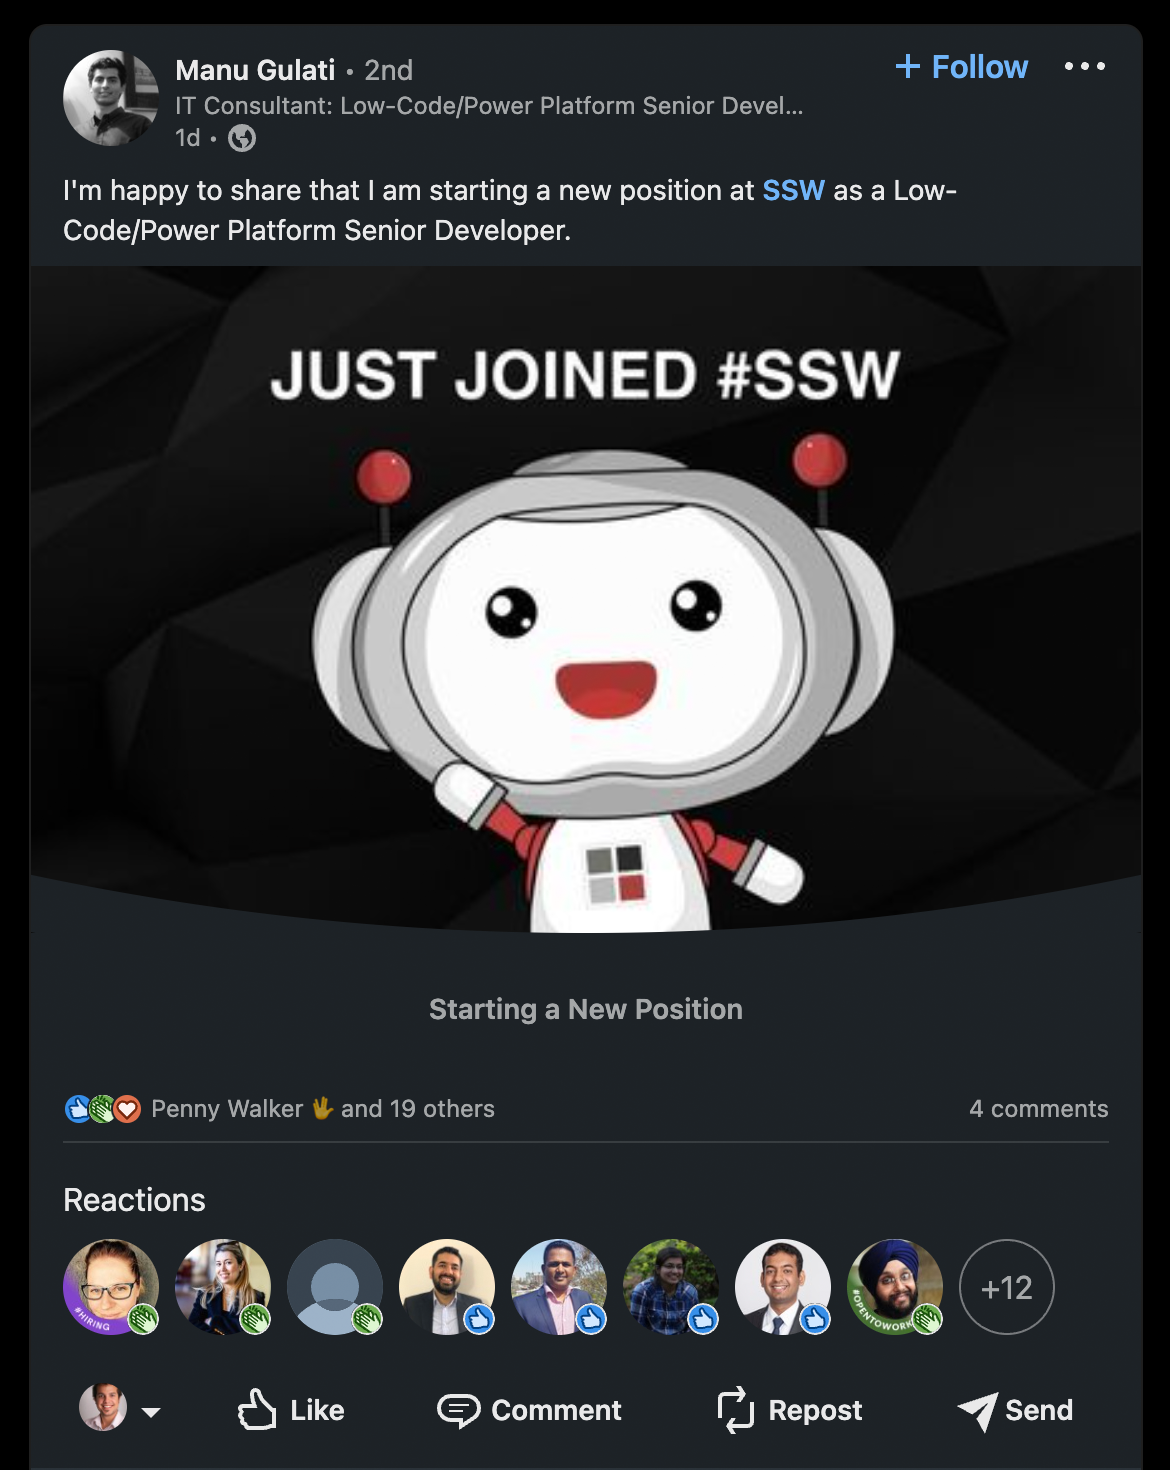 Manu Gulati • 2nd
+ Follow
IT Consultant: Low-Code/Power Platform Senior Devel...
1d •
I'm happy to share that I am starting a new position at SSW as a Low-
Code/Power Platform Senior Developer.
JUST JOINED #SSW
Starting a New Position
Penny Walker 🖖 and 19 others
4 comments
Reactions
#HIRING
#OPENTOWORK
+12
Like
Comment
Repost
Send